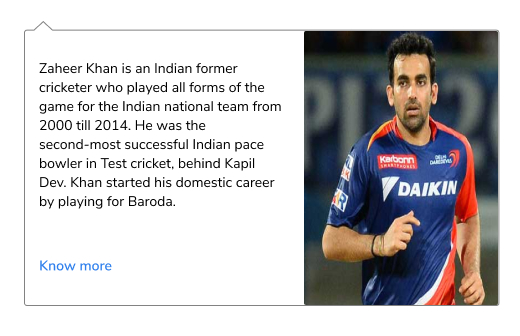 Zaheer Khan is an Indian former
cricketer who played all forms of the
game for the Indian national team from
2000 till 2014. He was the
second-most successful Indian pace
bowler in Test cricket, behind Kapil
Dev. Khan started his domestic career
by playing for Baroda.
Know more
Karbonn
SMARTPHONES
DELHI
DAREDEVILS
DAIKIN